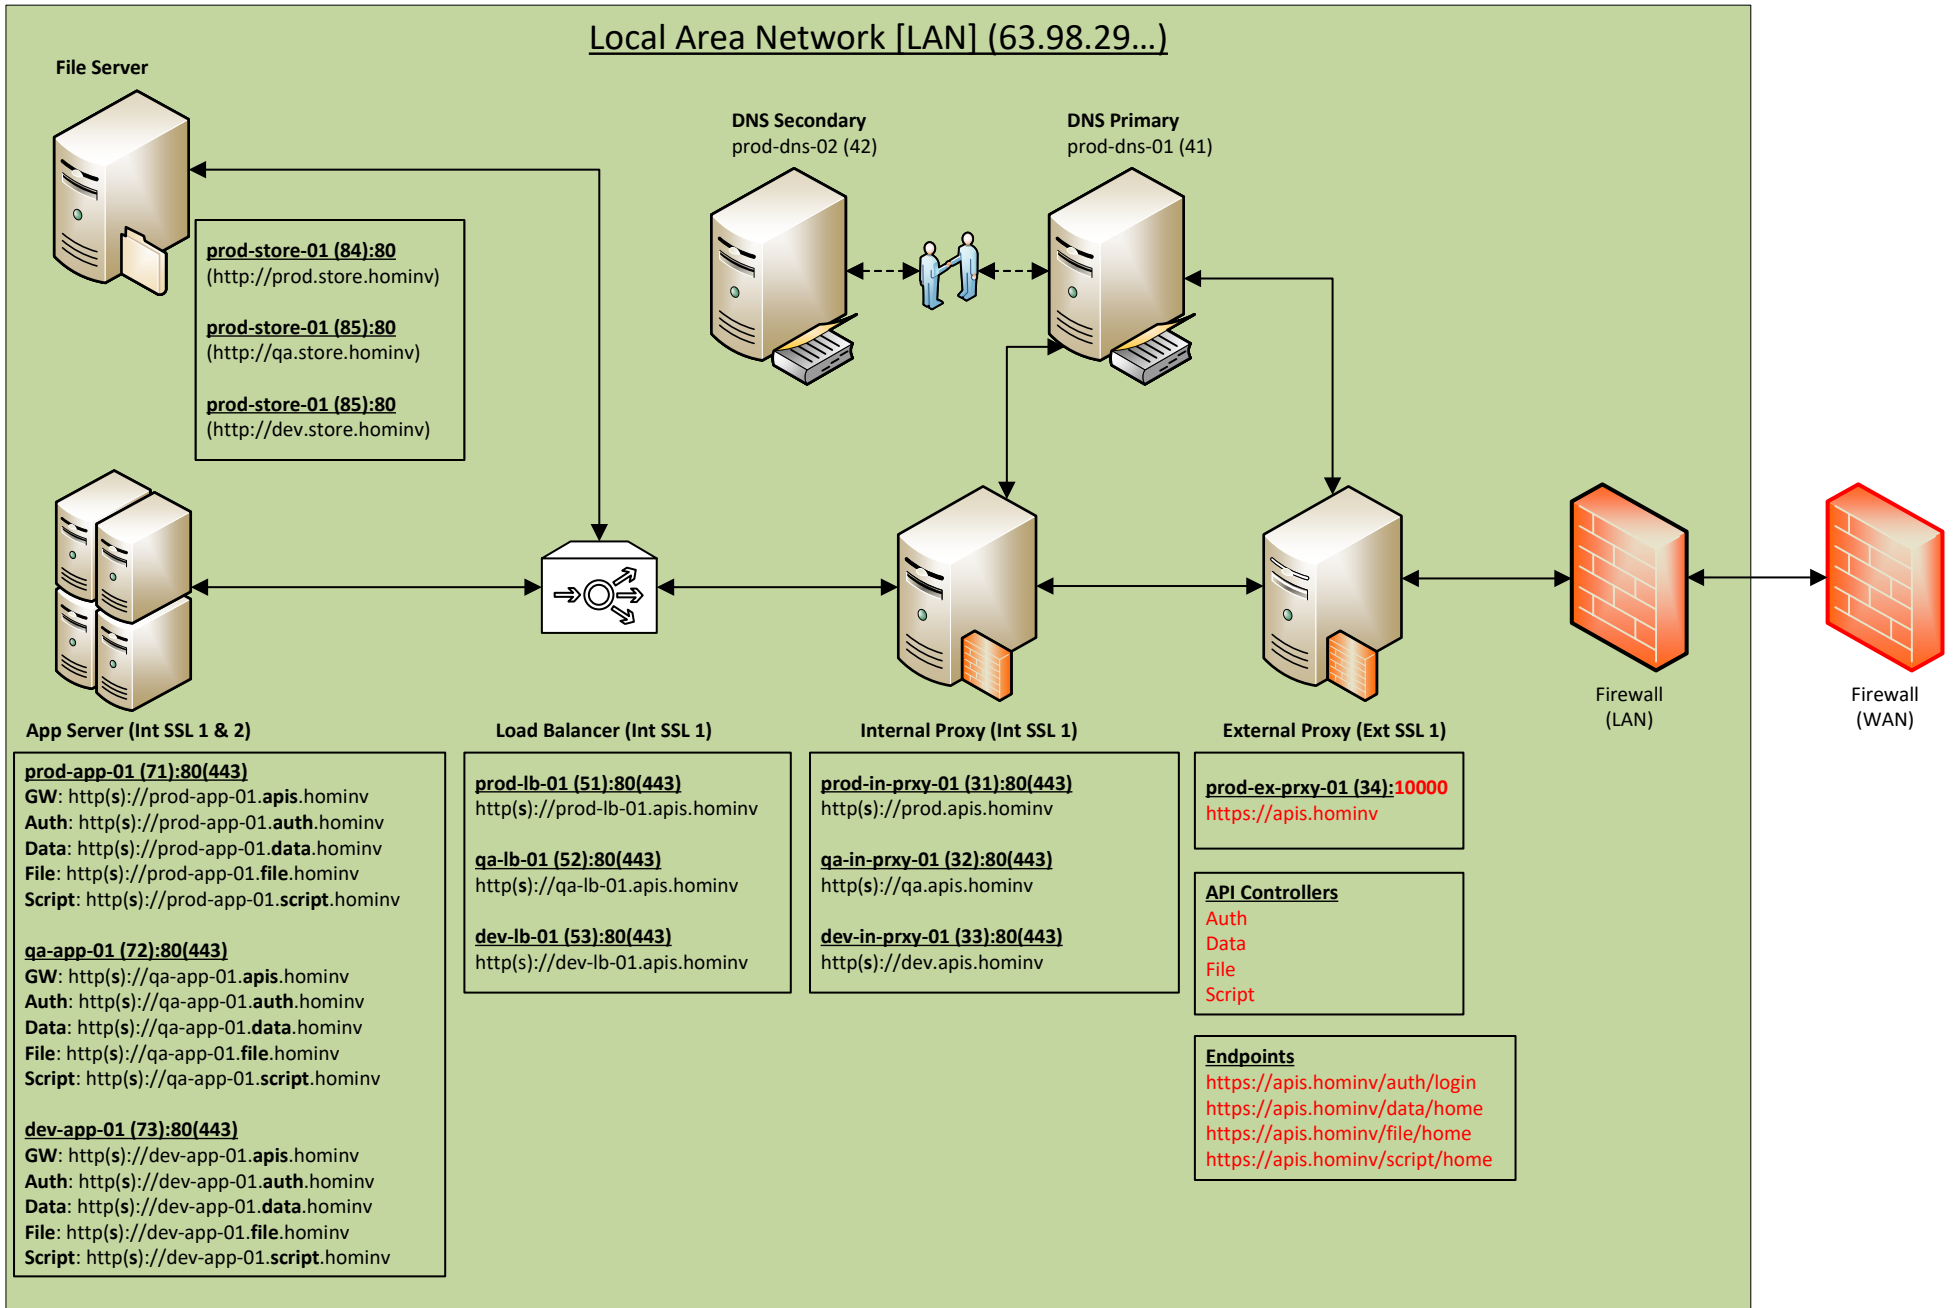 Local Area Network [LAN] (63.98.29...)
File Server
prod-store-01 (84):80
(http://prod.store.hominv)
prod-store-01 (85):80
(http://qa.store.hominv)
prod-store-01 (85):80
(http://dev.store.hominv)
DNS Secondary
prod-dns-02 (42)
DNS Primary
prod-dns-01 (41)
Firewall
(LAN)
Firewall
(WAN)
App Server (Int SSL 1 & 2)
prod-app-01 (71):80(443)
GW: http(s)://prod-app-01.apis.hominv
Auth: http(s)://prod-app-01.auth.hominv
Data: http(s)://prod-app-01.data.hominv
File: http(s)://prod-app-01.file.hominv
Script: http(s)://prod-app-01.script.hominv
qa-app-01 (72):80(443)
GW: http(s)://qa-app-01.apis.hominv
Auth: http(s)://qa-app-01.auth.hominv
Data: http(s)://qa-app-01.data.hominv
File: http(s)://qa-app-01.file.hominv
Script: http(s)://qa-app-01.script.hominv
dev-app-01 (73):80(443)
GW: http(s)://dev-app-01.apis.hominv
Auth: http(s)://dev-app-01.auth.hominv
Data: http(s)://dev-app-01.data.hominv
File: http(s)://dev-app-01.file.hominv
Script: http(s)://dev-app-01.script.hominv
Load Balancer (Int SSL 1)
prod-lb-01 (51):80(443)
http(s)://prod-lb-01.apis.hominv
qa-lb-01 (52):80(443)
http(s)://qa-lb-01.apis.hominv
dev-lb-01 (53):80(443)
http(s)://dev-lb-01.apis.hominv
Internal Proxy (Int SSL 1)
prod-in-prxy-01 (31):80(443)
http(s)://prod.apis.hominv
qa-in-prxy-01 (32):80(443)
http(s)://qa.apis.hominv
dev-in-prxy-01 (33):80(443)
http(s)://dev.apis.hominv
External Proxy (Ext SSL 1)
prod-ex-prxy-01 (34):10000
https://apis.hominv
API Controllers
Auth
Data
File
Script
Endpoints
https://apis.hominv/auth/login
https://apis.hominv/data/home
https://apis.hominv/file/home
https://apis.hominv/script/home